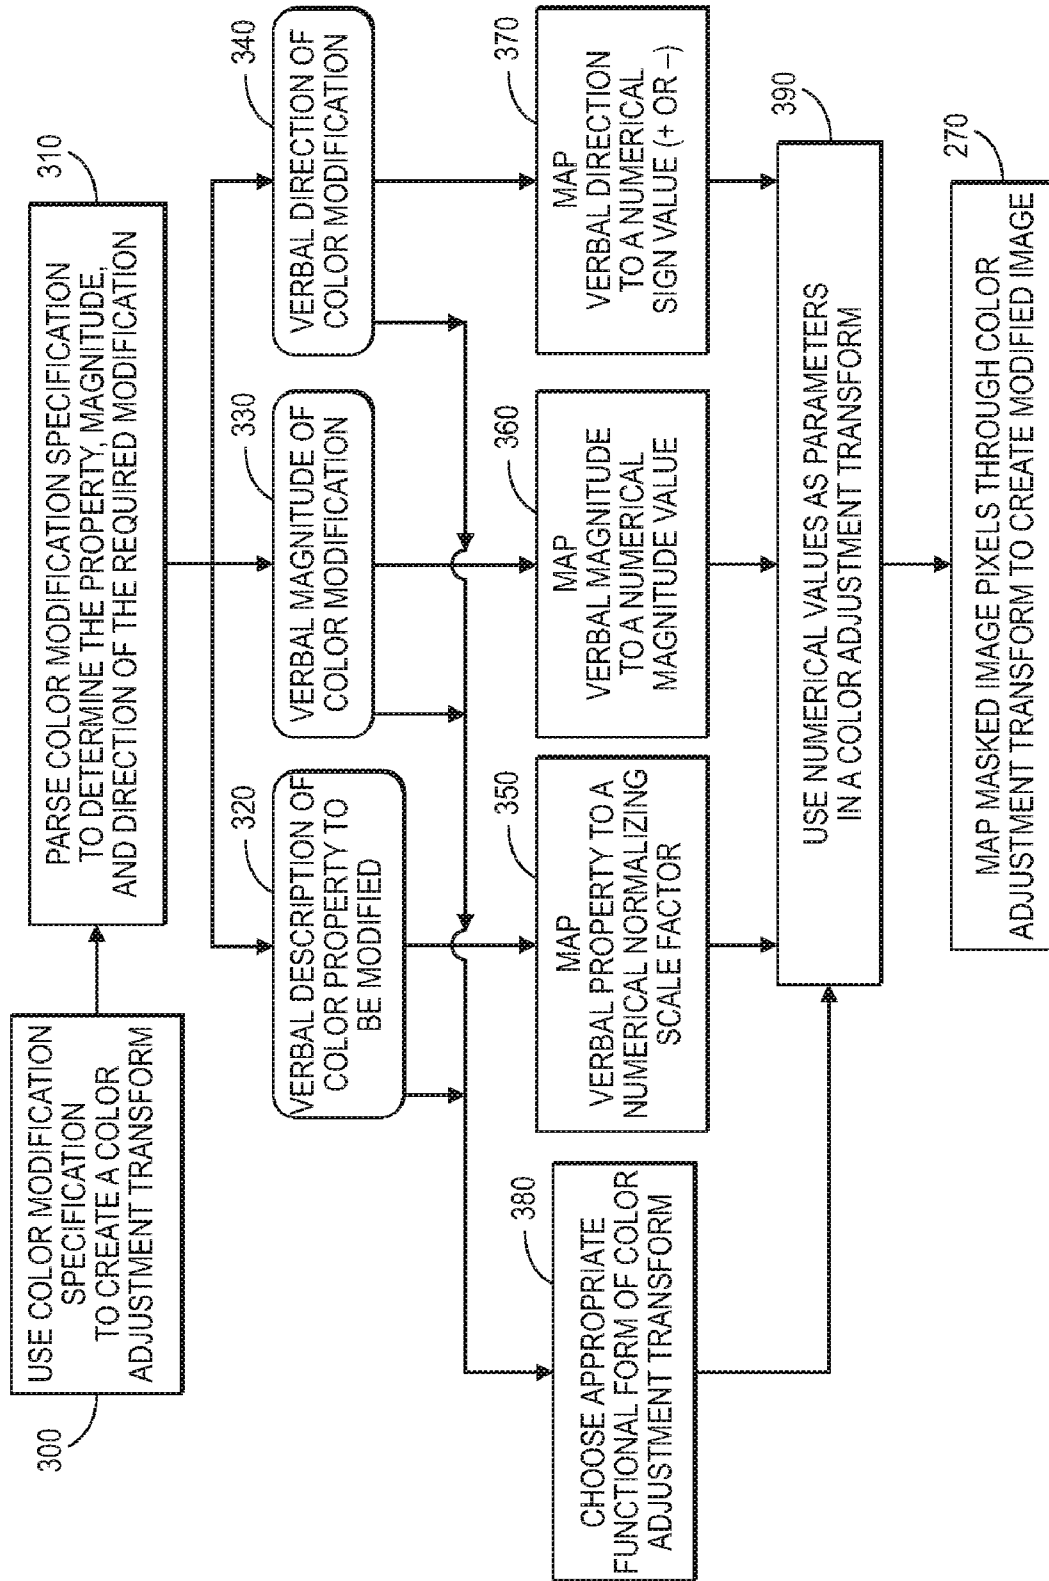 USE COLOR MODIFICATION
SPECIFICATION
TO CREATE A COLOR
ADJUSTMENT TRANSFORM
300
PARSE COLOR MODIFICATION SPECIFICATION
TO DETERMINE THE PROPERTY, MAGNITUDE,
AND DIRECTION OF THE REQUIRED MODIFICATION
310
VERBAL DESCRIPTION OF
COLOR PROPERTY TO
BE MODIFIED
320
VERBAL MAGNITUDE OF
COLOR MODIFICATION
330
VERBAL DIRECTION OF
COLOR MODIFICATION
340
CHOOSE APPROPRIATE
FUNCTIONAL FORM OF COLOR
ADJUSTMENT TRANSFORM
380
MAP
VERBAL PROPERTY TO A
NUMERICAL NORMALIZING
SCALE FACTOR
350
MAP
VERBAL MAGNITUDE
TO A NUMERICAL
MAGNITUDE VALUE
360
MAP
VERBAL DIRECTION
TO A NUMERICAL
SIGN VALUE (+ OR –)
370
USE NUMERICAL VALUES AS PARAMETERS
IN A COLOR ADJUSTMENT TRANSFORM
390
MAP MASKED IMAGE PIXELS THROUGH COLOR
ADJUSTMENT TRANSFORM TO CREATE MODIFIED IMAGE
270